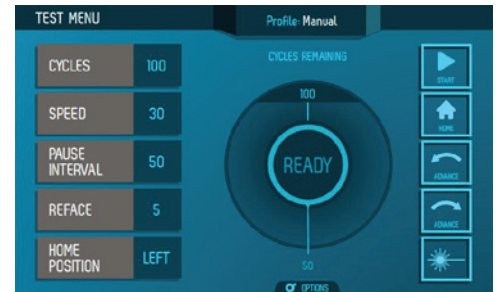 TEST MENU
Profile: Manual
CYCLES 100
SPEED 30
PAUSE
INTERVAL 50
REFACE 5
HOME
POSITION LEFT
CYCLES REMAINING
100
READY
50
OPTIONS
START
HOME
ADVANCE
ADVANCE